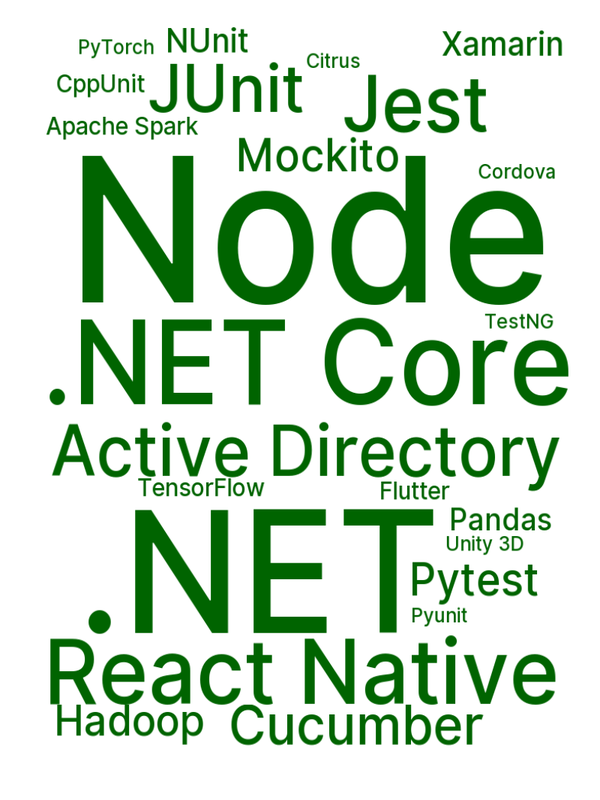 PyTorch
NUnit
Citrus
Xamarin
CppUnit
JUnit
Jest
Apache Spark
Mockito
Cordova
Node
TestNG
.NET Core
Active Directory
TensorFlow
Flutter
.NET
Pandas
Unity 3D
Pytest
Pyunit
React Native
Hadoop
Cucumber